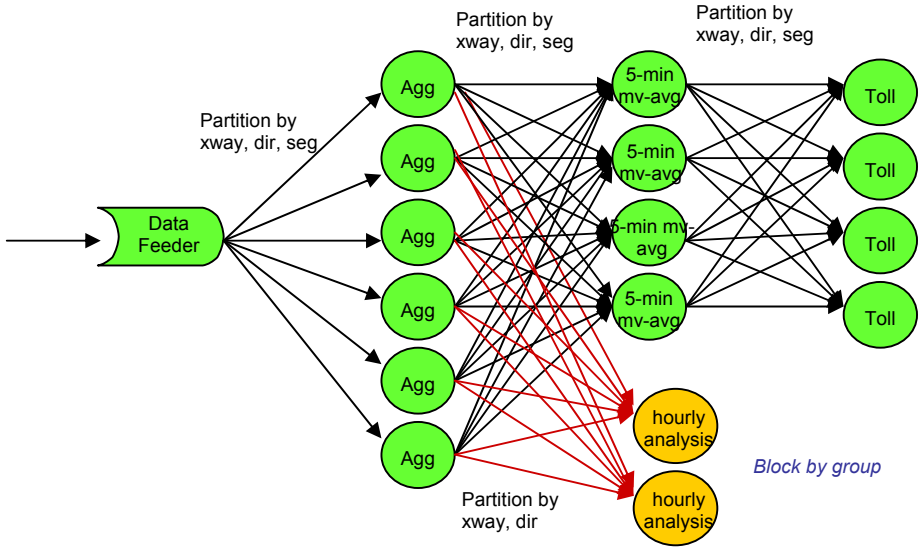 Partition by
xway, dir, seg
Partition by
xway, dir, seg
Partition by
xway, dir, seg
Data
Feeder
Agg
Agg
Agg
Agg
Agg
Agg
5-min
mv-avg
5-min
mv-avg
5-min mv-
avg
5-min
mv-avg
Toll
Toll
Toll
Toll
hourly
analysis
hourly
analysis
Block by group
Partition by
xway, dir